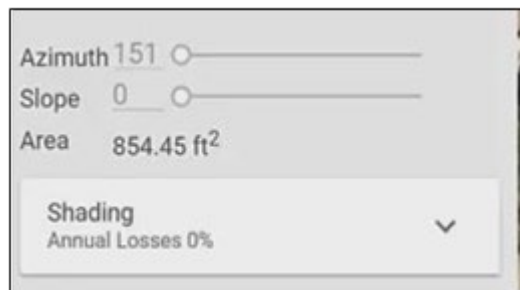 Azimuth 151
Slope 0
Area 854.45 ft²
Shading
Annual Losses 0%